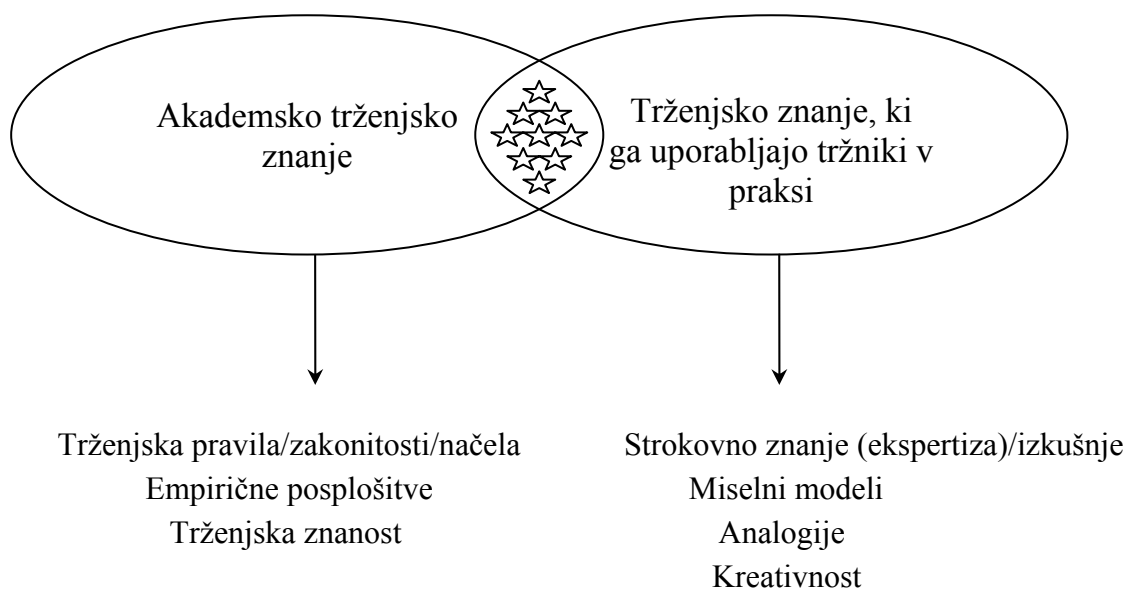 Akademsko trženjsko
znanje
Trženjsko znanje, ki
ga uporabljajo tržniki v
praksi
Trženjska pravila/zakonitosti/načela
Empirične posplošitve
Trženjska znanost
Strokovno znanje (ekspertiza)/izkušnje
Miselni modeli
Analogije
Kreativnost